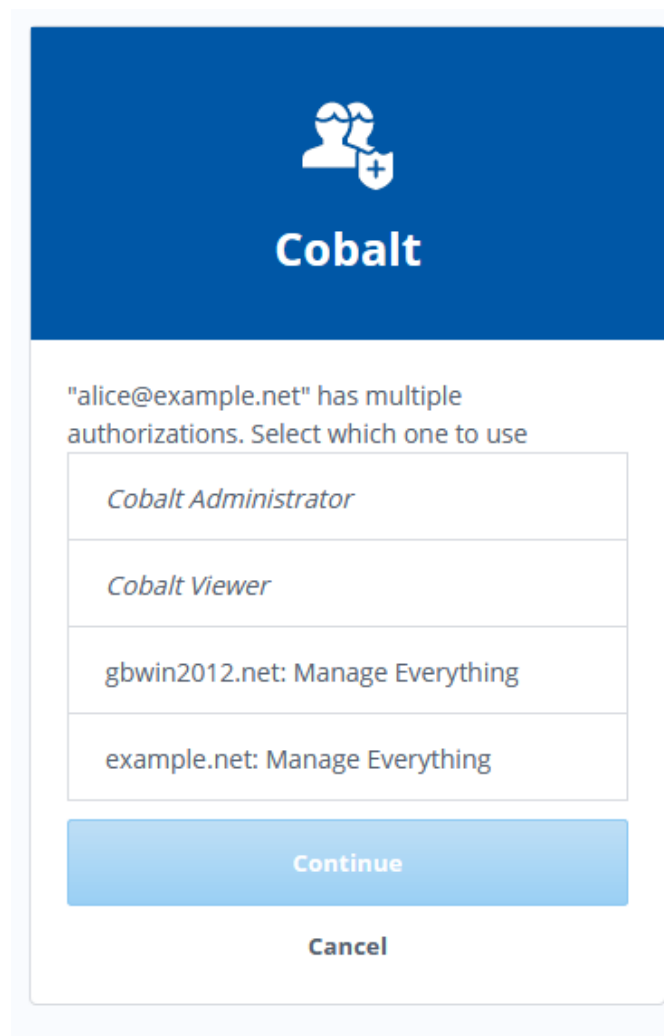 Cobalt
"alice@example.net" has multiple
authorizations. Select which one to use
Cobalt Administrator
Cobalt Viewer
gbwin2012.net: Manage Everything
example.net: Manage Everything
Continue
Cancel